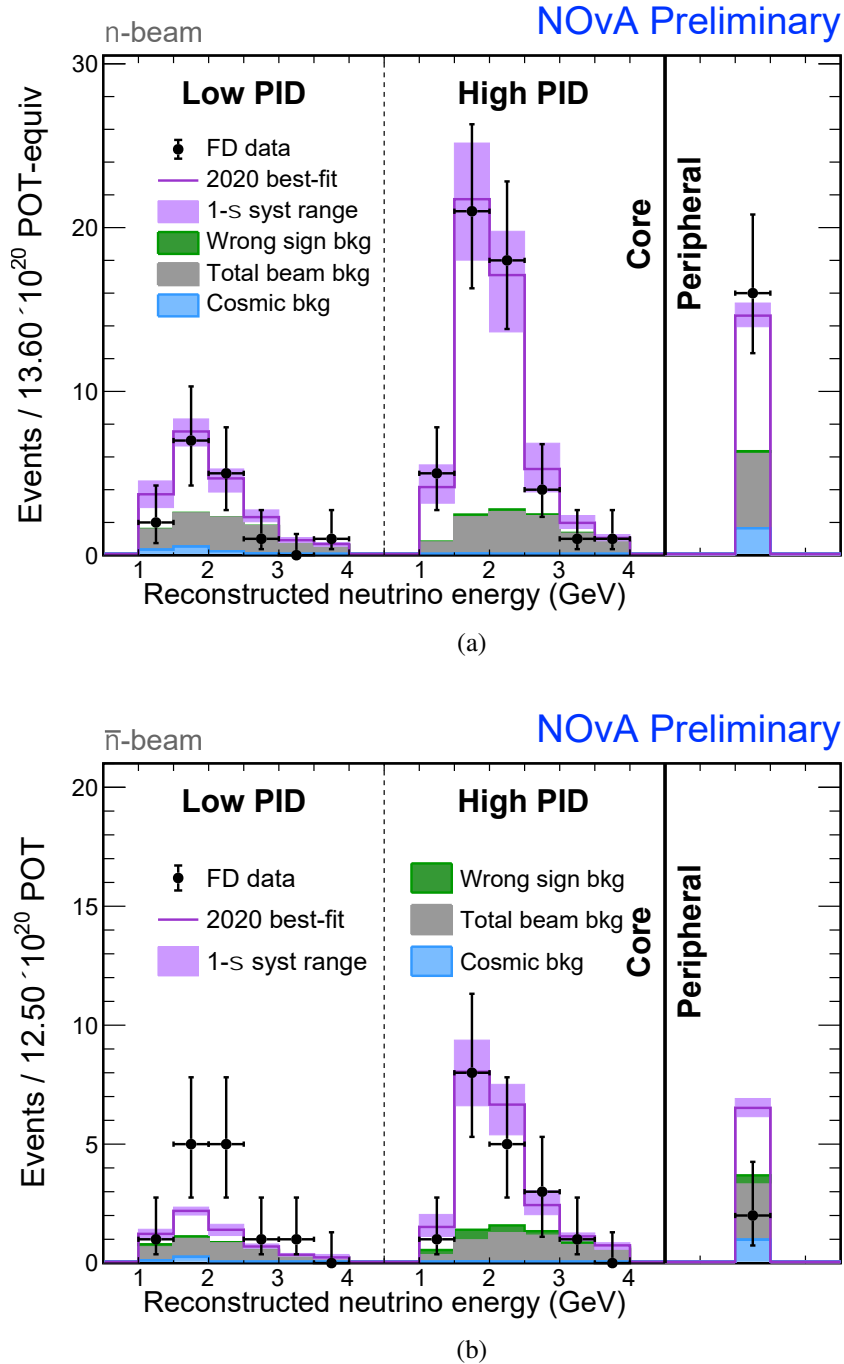 n-beam
NOvA Preliminary
30
20
10
0
Events / 13.60 ´10²⁰ POT-equiv
Low PID
High PID
FD data
2020 best-fit
1-s syst range
Wrong sign bkg
Total beam bkg
Cosmic bkg
Core
Peripheral
1 2 3 4 1 2 3 4
Reconstructed neutrino energy (GeV)
(a)
n̄-beam
NOvA Preliminary
20
15
10
5
0
Events / 12.50 ´10²⁰ POT
Low PID
High PID
FD data
2020 best-fit
1-s syst range
Wrong sign bkg
Total beam bkg
Cosmic bkg
Core
Peripheral
1 2 3 4 1 2 3 4
Reconstructed neutrino energy (GeV)
(b)